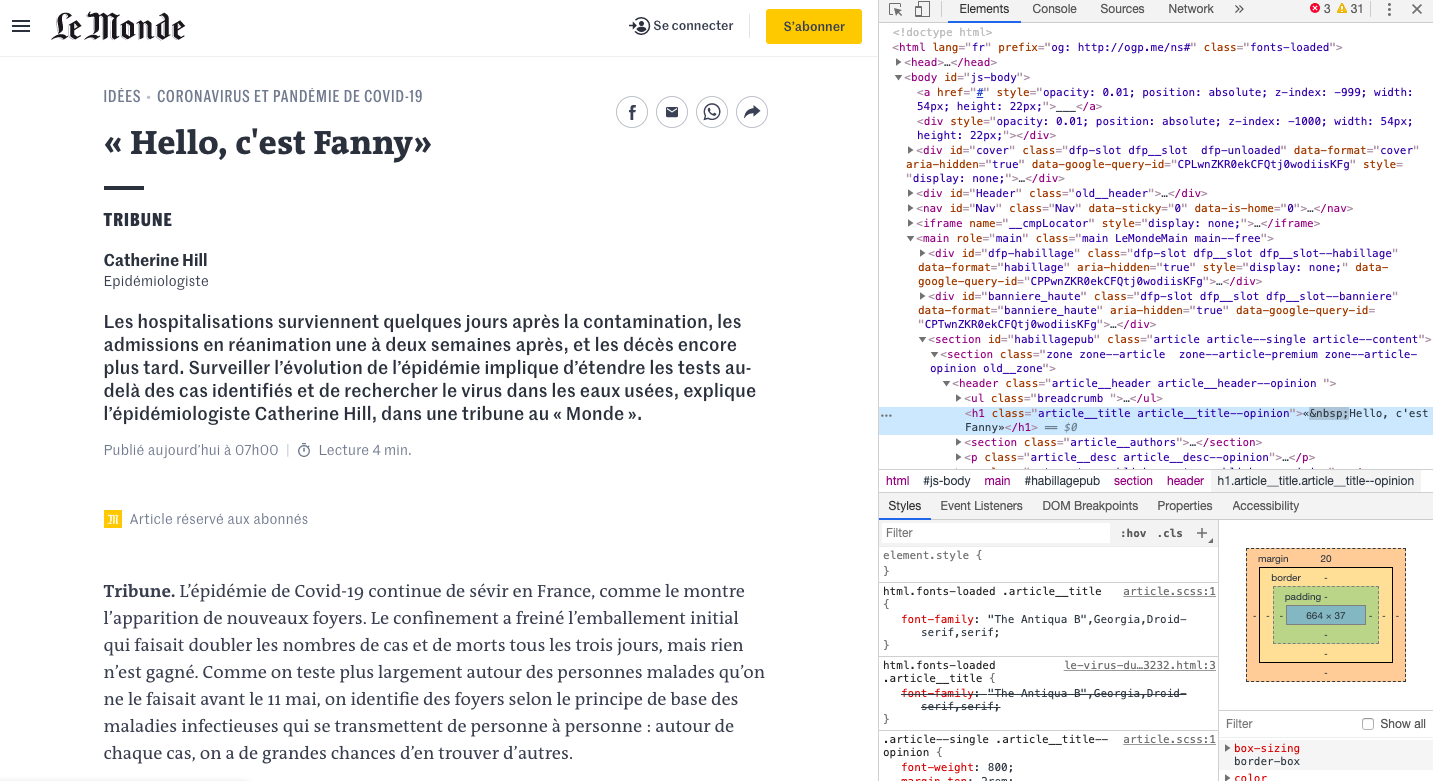 Le Monde
Se connecter
S'abonner
IDÉES • CORONAVIRUS ET PANDÉMIE DE COVID-19
« Hello, c'est Fanny»
TRIBUNE
Catherine Hill
Epidémiologiste
Les hospitalisations surviennent quelques jours après la contamination, les
admissions en réanimation une à deux semaines après, et les décès encore
plus tard. Surveiller l’évolution de l’épidémie implique d’étendre les tests au-
delà des cas identifiés et de rechercher le virus dans les eaux usées, explique
l’épidémiologiste Catherine Hill, dans une tribune au « Monde ».
Publié aujourd’hui à 07h00 | Lecture 4 min.
Article réservé aux abonnés
Tribune. L’épidémie de Covid-19 continue de sévir en France, comme le montre
l’apparition de nouveaux foyers. Le confinement a freiné l’emballement initial
qui faisait doubler les nombres de cas et de morts tous les trois jours, mais rien
n’est gagné. Comme on teste plus largement autour des personnes malades qu’on
ne le faisait avant le 11 mai, on identifie des foyers selon le principe de base des
maladies infectieuses qui se transmettent de personne à personne : autour de
chaque cas, on a de grandes chances d’en trouver d’autres.
Elements Console Sources Network » 3 31
<!doctype html>
<html lang="fr" prefix="og: http://ogp.me/ns#" class="fonts-loaded">
<head>…</head>
<body id="js-body">
<a href="#" style="opacity: 0.01; position: absolute; z-index: -999; width:
54px; height: 22px;">___</a>
<div style="opacity: 0.01; position: absolute; z-index: -1000; width: 54px;
height: 22px;"></div>
<div id="cover" class="dfp-slot dfp__slot  dfp-unloaded" data-format="cover"
aria-hidden="true" data-google-query-id="CPLwnZKR0ekCFQtj0wodiisKFg" style=
"display: none;">…</div>
<div id="Header" class="old__header">…</div>
<nav id="Nav" class="Nav" data-sticky="0" data-is-home="0">…</nav>
<iframe name="__cmpLocator" style="display: none;">…</iframe>
<main role="main" class="main LeMondeMain main--free">
<div id="dfp-habillage" class="dfp-slot dfp__slot dfp__slot--habillage"
data-format="habillage" aria-hidden="true" style="display: none;" data-
google-query-id="CPPwnZKR0ekCFQtj0wodiisKFg">…</div>
<div id="banniere_haute" class="dfp-slot dfp__slot dfp__slot--banniere"
data-format="banniere_haute" aria-hidden="true" data-google-query-id=
"CPTwnZKR0ekCFQtj0wodiisKFg">…</div>
<section id="habillagepub" class="article article--single article--content">
<section class="zone zone--article  zone--article-premium zone--article-
opinion old__zone">
<header class="article__header article__header--opinion ">
<ul class="breadcrumb ">…</ul>
… <h1 class="article__title article__title--opinion">«&nbsp;Hello, c'est
Fanny»</h1> == $0
<section class="article__authors">…</section>
<p class="article__desc article__desc--opinion">…</p>
html #js-body main #habillagepub section header h1.article__title.article__title--opinion
Styles Event Listeners DOM Breakpoints Properties Accessibility
Filter :hov .cls +
element.style {
}
html.fonts-loaded .article__title article.scss:1
{
font-family: "The Antiqua B",Georgia,Droid-
serif,serif;
}
html.fonts-loaded le-virus-du…3232.html:3
.article__title {
font-family: "The Antiqua B",Georgia,Droid-
serif,serif;
}
.article--single .article__title-- article.scss:1
opinion {
font-weight: 800;
margin 20
border -
padding -
- - - 664 × 37 - - -
-
-
-
Filter Show all
box-sizing
border-box
color